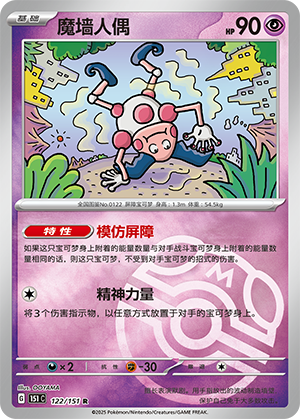 基础
魔墙人偶
HP 90
全国图鉴 No.0122 屏障宝可梦 身高：1.3m 体重：54.5kg
特性 模仿屏障
如果这只宝可梦身上附着的能量数量与对手战斗宝可梦身上附着的能量
数量相同的话，则这只宝可梦，不受到对手宝可梦的招式的伤害。
精神力量
将3个伤害指示物，以任意方式放置于对手的宝可梦身上。
弱点 ×2 抗性 -30 撤退
Illus. OOYAMA
G 151 C 122/151 R
©2025 Pokémon/Nintendo/Creatures/GAME FREAK